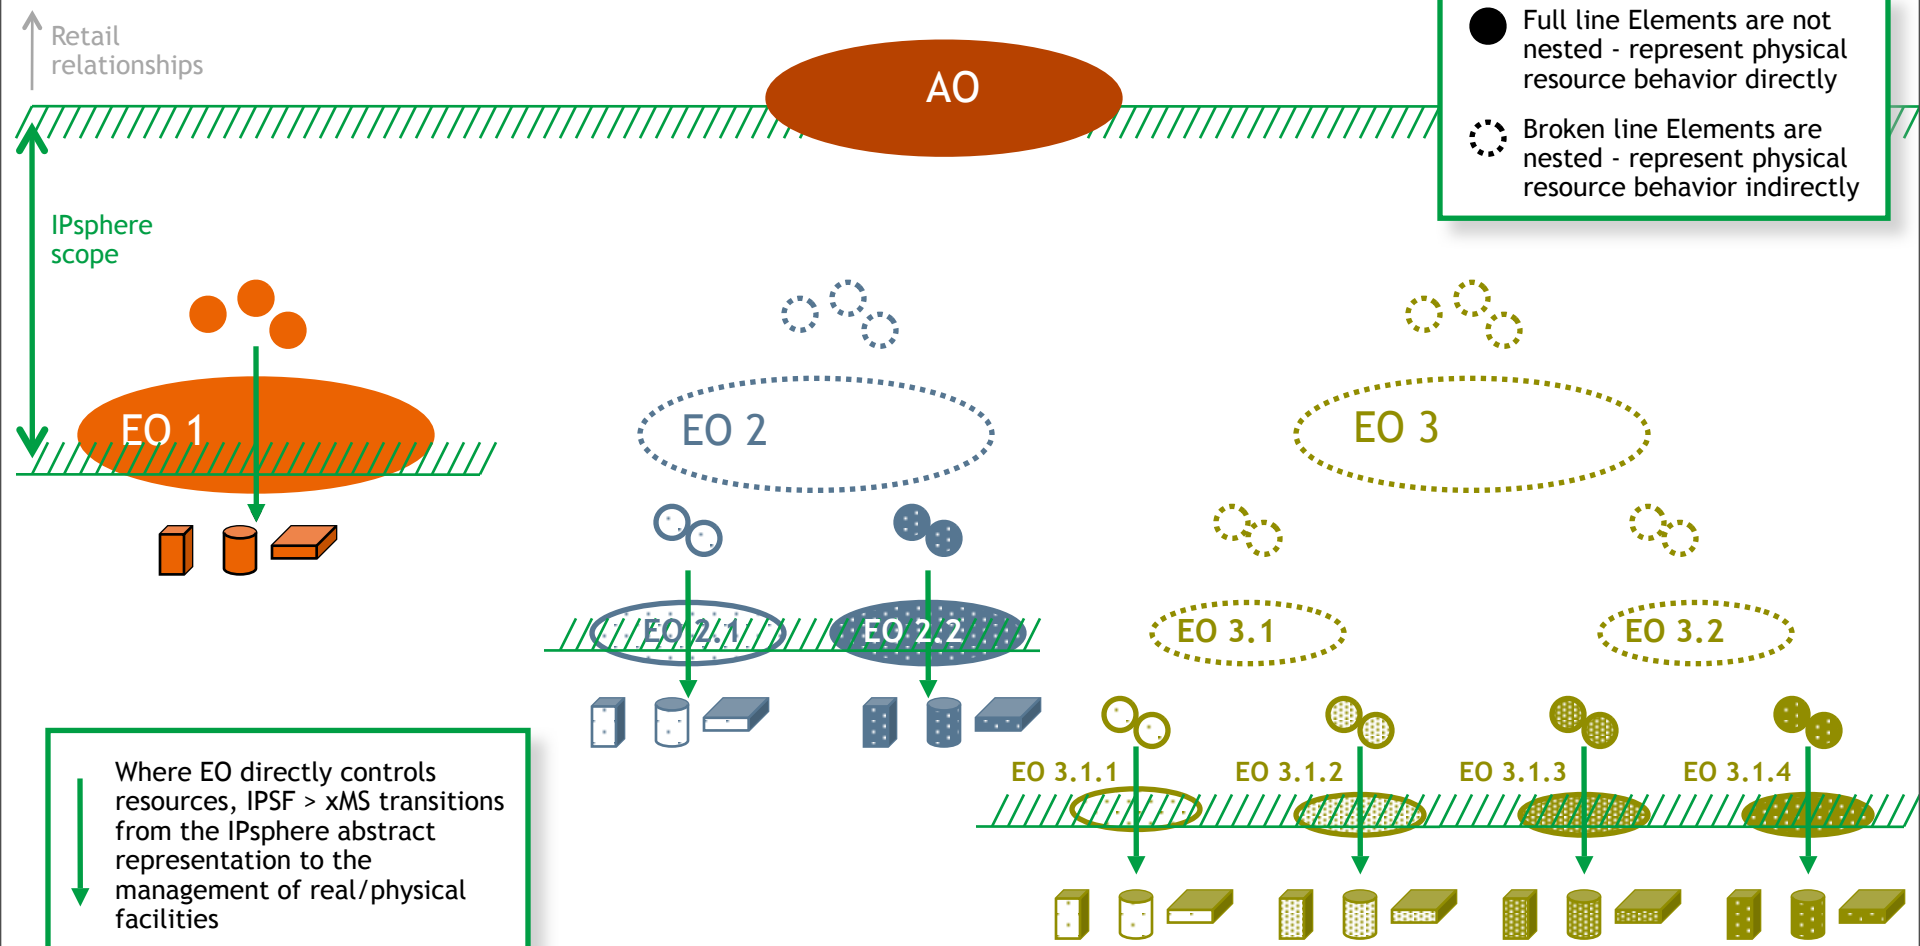 Retail
relationships
AO
Full line Elements are not
nested - represent physical
resource behavior directly
Broken line Elements are
nested - represent physical
resource behavior indirectly
IPsphere
scope
EO 1
EO 2
EO 3
EO 2.1
EO 2.2
EO 3.1
EO 3.2
EO 3.1.1
EO 3.1.2
EO 3.1.3
EO 3.1.4
Where EO directly controls
resources, IPSF > xMS transitions
from the IPsphere abstract
representation to the
management of real/physical
facilities